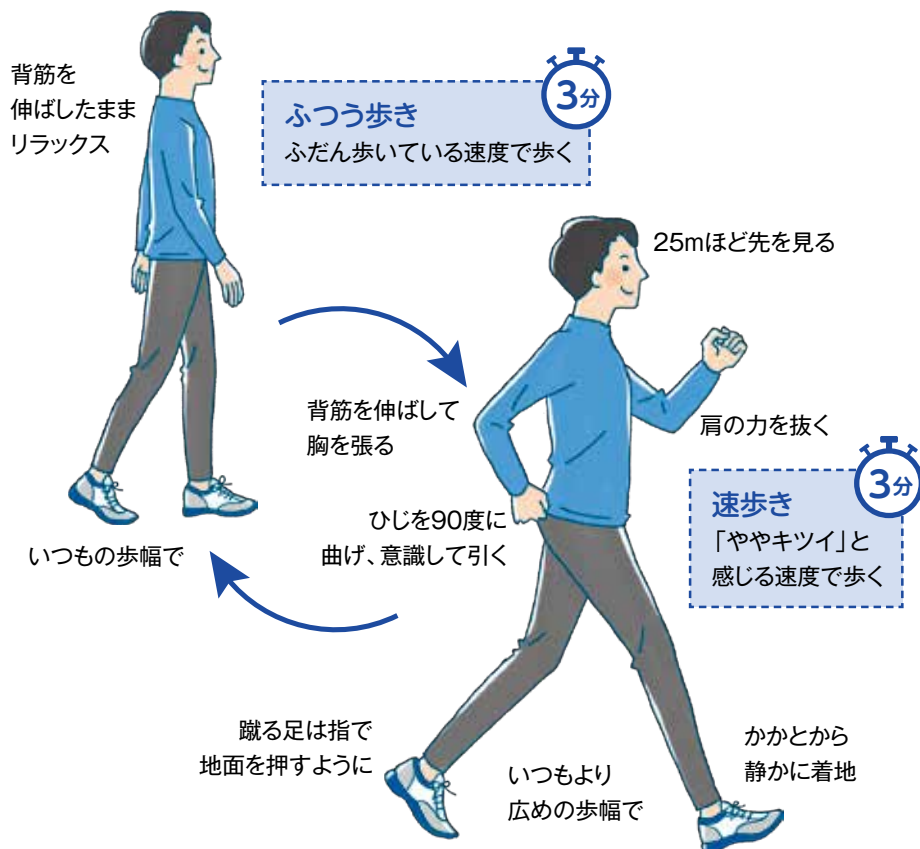 背筋を
伸ばしたまま
リラックス
3分
ふつう歩き
ふだん歩いている速度で歩く
いつもの歩幅で
25mほど先を見る
背筋を伸ばして
胸を張る
肩の力を抜く
ひじを90度に
曲げ、意識して引く
3分
速歩き
「ややキツイ」と
感じる速度で歩く
蹴る足は指で
地面を押すように
いつもより
広めの歩幅で
かかとから
静かに着地